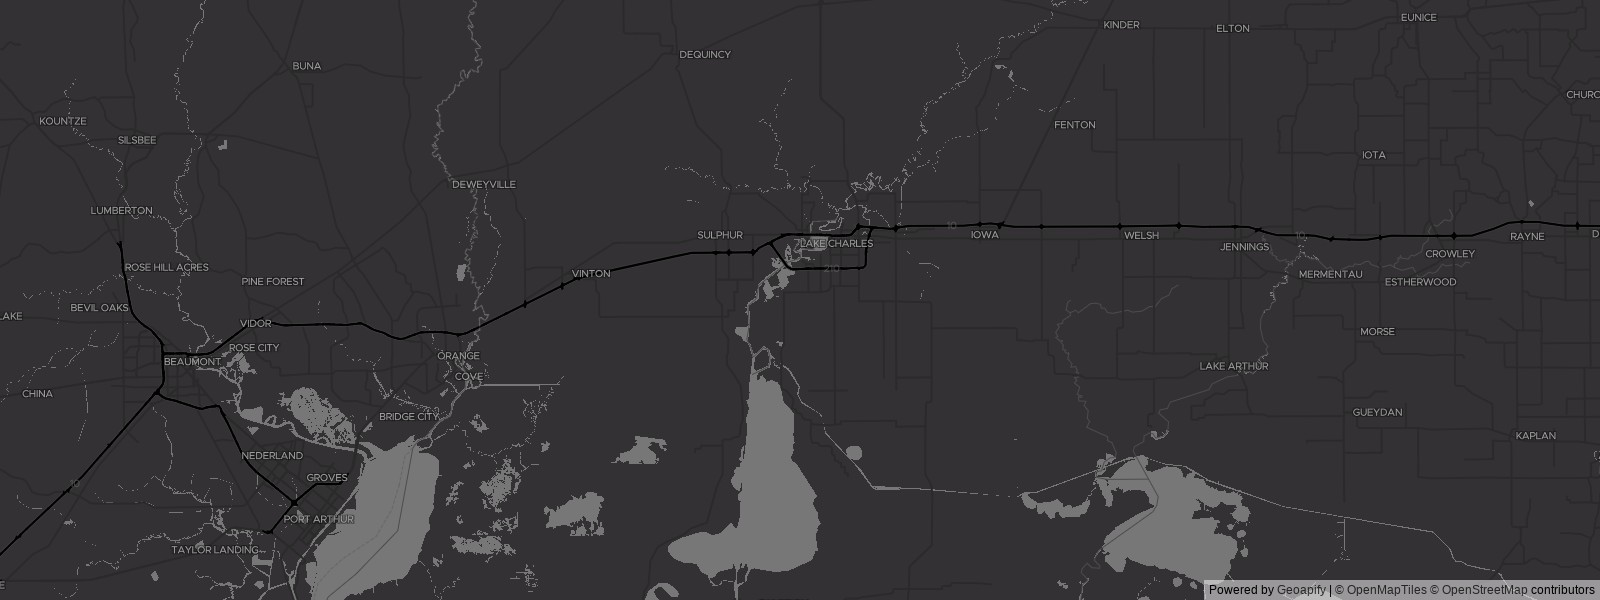 EUNICE
KINDER
ELTON
DEQUINCY
BUNA
CHURC
KOUNTZE
FENTON
SILSBEE
IOTA
DEWEYVILLE
LUMBERTON
10
SULPHUR
IOWA
WELSH
10
RAYNE
D
LAKE CHARLES
JENNINGS
CROWLEY
ROSE HILL ACRES
210
VINTON
MERMENTAU
PINE FOREST
ESTHERWOOD
BEVIL OAKS
LAKE
VIDOR
MORSE
ROSE CITY
ORANGE
BEAUMONT
LAKE ARTHUR
COVE
CHINA
BRIDGE CITY
GUEYDAN
KAPLAN
NEDERLAND
GROVES
10
PORT ARTHUR
TAYLOR LANDING
E
Powered by Geoapify | © OpenMapTiles © OpenStreetMap contributors